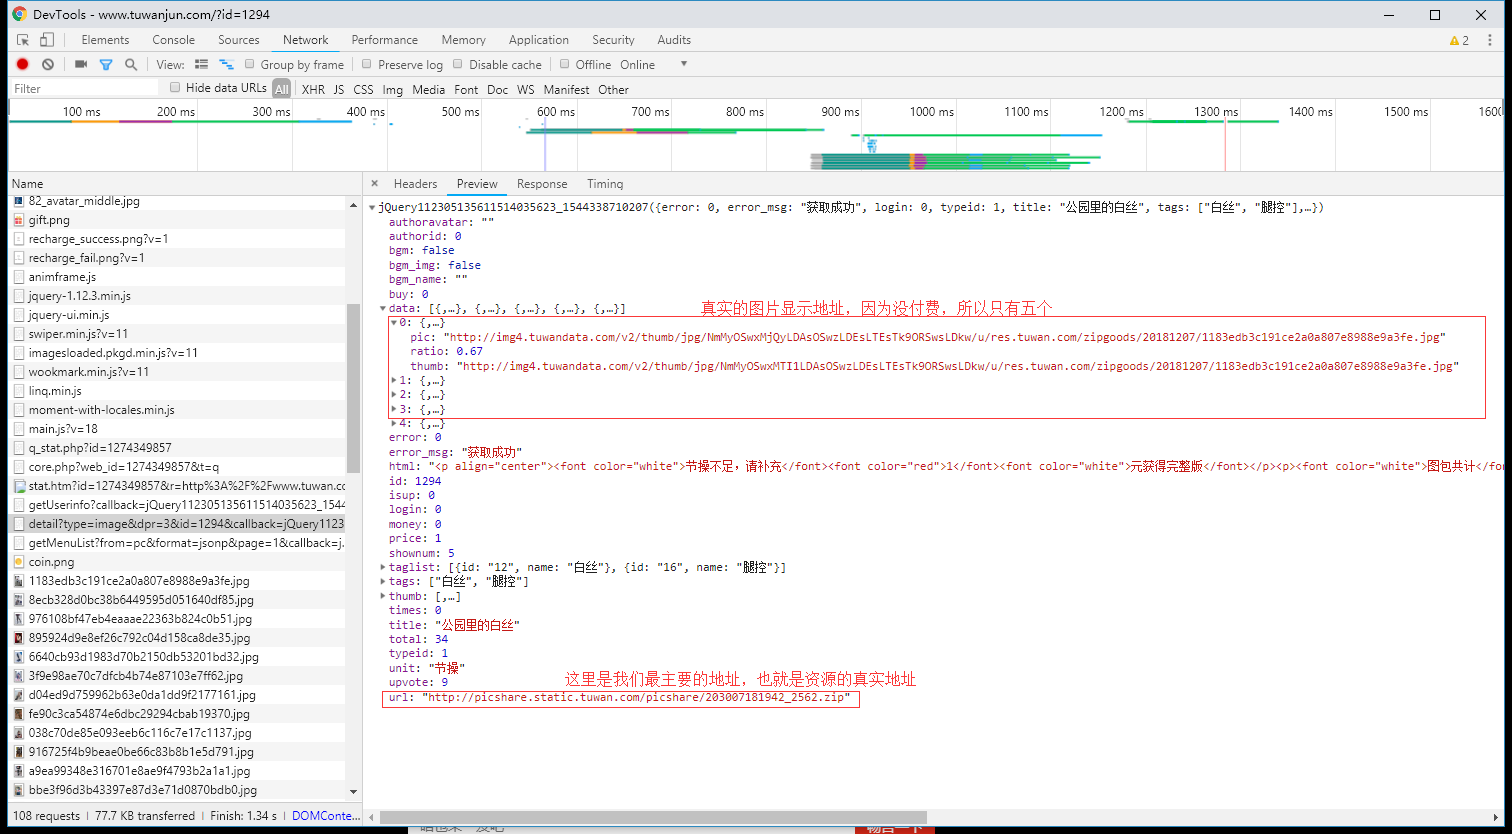 DevTools - www.tuwanjun.com/?id=1294
Elements Console Sources Network Performance Memory Application Security Audits 2
View: Group by frame Preserve log Disable cache Offline Online
Filter Hide data URLs All XHR JS CSS Img Media Font Doc WS Manifest Other
100 ms 200 ms 300 ms 400 ms 500 ms 600 ms 700 ms 800 ms 900 ms 1000 ms 1100 ms 1200 ms 1300 ms 1400 ms 1500 ms 1600
Name
82_avatar_middle.jpg
gift.png
recharge_success.png?v=1
recharge_fail.png?v=1
animframe.js
jquery-1.12.3.min.js
jquery-ui.min.js
swiper.min.js?v=11
imagesloaded.pkgd.min.js?v=11
wookmark.min.js?v=11
linq.min.js
moment-with-locales.min.js
main.js?v=18
q_stat.php?id=1274349857
core.php?web_id=1274349857&t=q
stat.htm?id=1274349857&r=http%3A%2F%2Fwww.tuwan.cc
getUserinfo?callback=jQuery112305135611514035623_1544
detail?type=image&dpr=3&id=1294&callback=jQuery1123
getMenuList?from=pc&format=jsonp&page=1&callback=j.
coin.png
1183edb3c191ce2a0a807e8988e9a3fe.jpg
8ecb328d0bc38b6449595d051640df85.jpg
976108bf47eb4eaaae22363b824c0b51.jpg
895924d9e8ef26c792c04d158ca8de35.jpg
6640cb93d1983d70b2150db53201bd32.jpg
3f9e98ae70c7dfcb4b74e87103e7ff62.jpg
d04ed9d759962b63e0da1dd9f2177161.jpg
fe90c3ca54874e6dbc29294cbab19370.jpg
038c70de85e093eeb6c116c7e17c1137.jpg
916725f4b9beae0be66c83b8b1e5d791.jpg
a9ea99348e316701e8ae9f4793b2a1a1.jpg
bbe3f96d3b43397e87d3e71d0870bdb0.jpg
108 requests | 77.7 KB transferred | Finish: 1.34 s | DOMConte...
× Headers Preview Response Timing
jQuery112305135611514035623_1544338710207({error: 0, error_msg: "获取成功", login: 0, typeid: 1, title: "公园里的白丝", tags: ["白丝", "腿控"],…})
authoravatar: ""
authorid: 0
bgm: false
bgm_img: false
bgm_name: ""
buy: 0
data: [{,…}, {,…}, {,…}, {,…}, {,…}]
真实的图片显示地址，因为没付费，所以只有五个
0: {,…}
pic: "http://img4.tuwandata.com/v2/thumb/jpg/NmMyOSwxMjQyLDAsOSwzLDEsLTEsTk9ORSwsLDkw/u/res.tuwan.com/zipgoods/20181207/1183edb3c191ce2a0a807e8988e9a3fe.jpg"
ratio: 0.67
thumb: "http://img4.tuwandata.com/v2/thumb/jpg/NmMyOSwxMTI1LDAsOSwzLDEsLTEsTk9ORSwsLDkw/u/res.tuwan.com/zipgoods/20181207/1183edb3c191ce2a0a807e8988e9a3fe.jpg"
1: {,…}
2: {,…}
3: {,…}
4: {,…}
error: 0
error_msg: "获取成功"
html: "<p align="center"><font color="white">节操不足，请补充</font><font color="red">1</font><font color="white">元获得完整版</font></p><p><font color="white">图包共计</fon
id: 1294
isup: 0
login: 0
money: 0
price: 1
shownum: 5
taglist: [{id: "12", name: "白丝"}, {id: "16", name: "腿控"}]
tags: ["白丝", "腿控"]
thumb: [,…]
times: 0
title: "公园里的白丝"
total: 34
typeid: 1
unit: "节操"
upvote: 9
这里是我们最主要的地址，也就是资源的真实地址
url: "http://picshare.static.tuwan.com/picshare/203007181942_2562.zip"